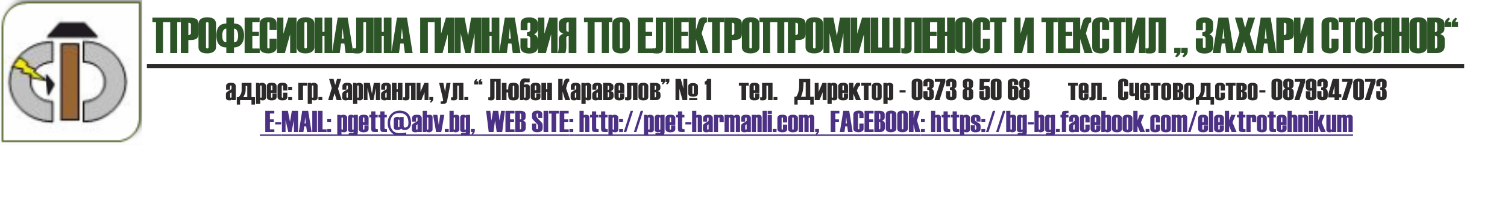 ПРОФЕСИОНАЛНА ГИМНАЗИЯ ПО ЕЛЕКТРОПРОМИШЛЕНОСТ И ТЕКСТИЛ „ ЗАХАРИ СТОЯНОВ“
адрес: гр. Харманли, ул. “ Любен Каравелов” № 1 тел. Директор - 0373 8 50 68 тел. Счетоводство- 0879347073
E-MAIL: pgett@abv.bg, WEB SITE: http://pget-harmanli.com, FACEBOOK: https://bg-bg.facebook.com/elektrotehnikum